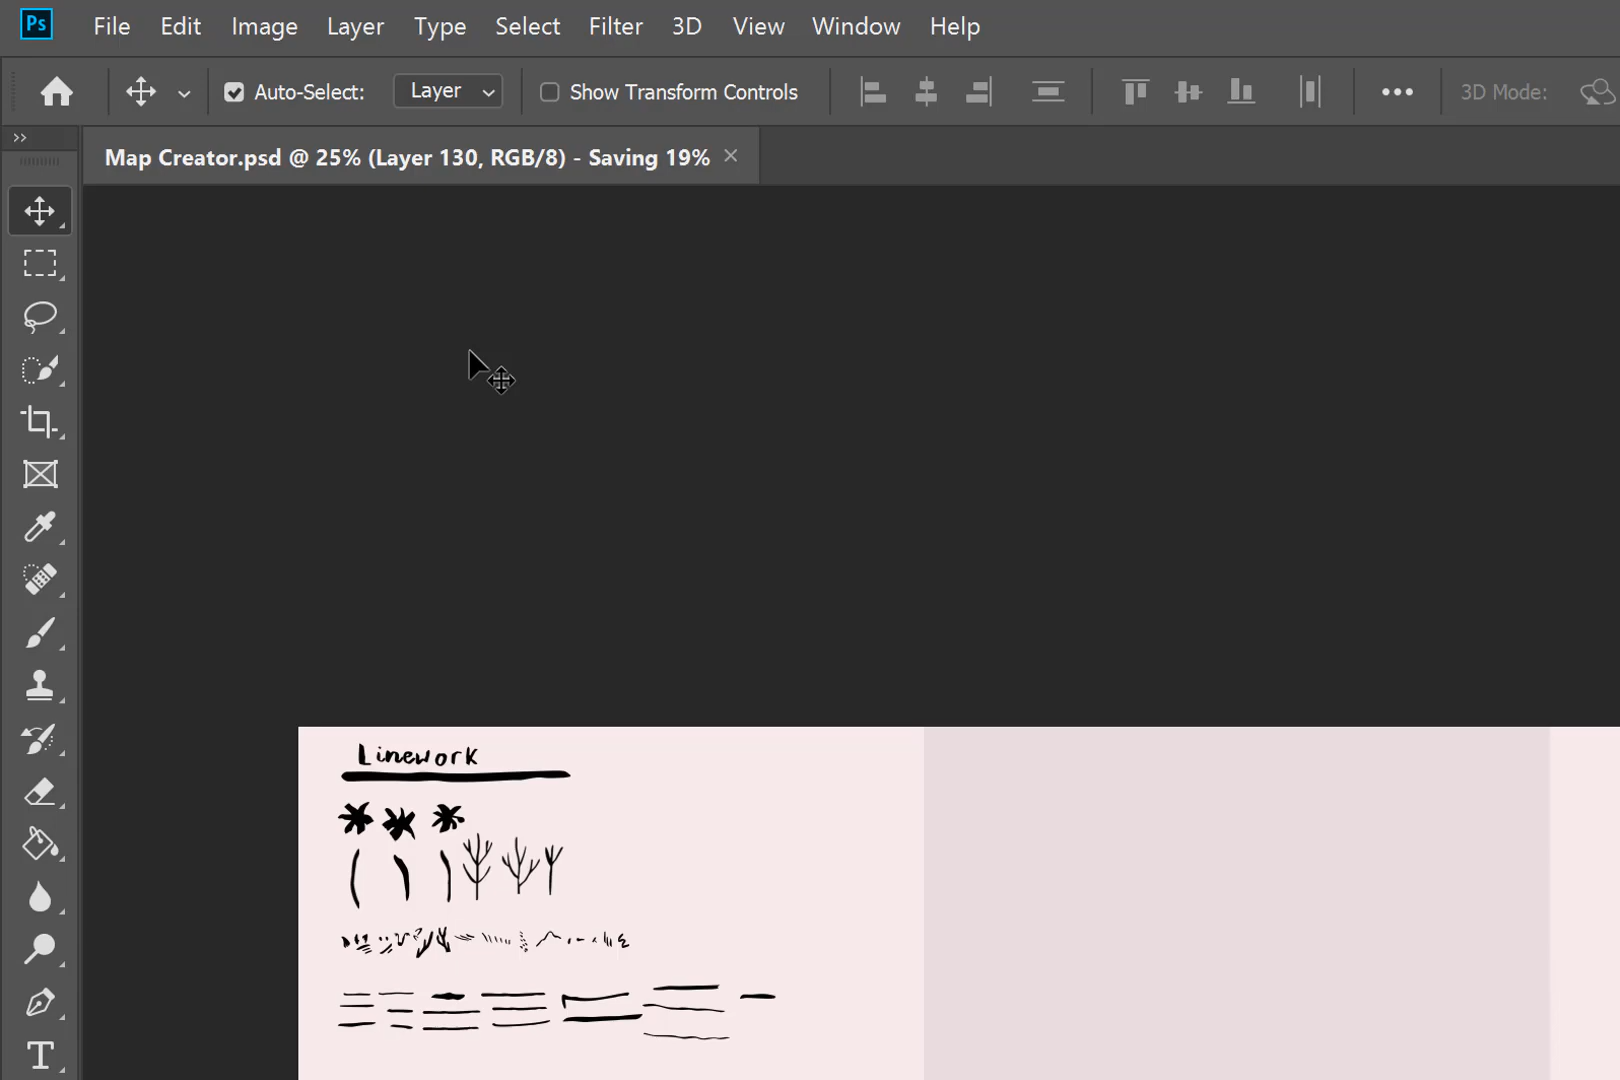 Ps File Edit Image Layer Type Select Filter 3D View Window Help
Auto-Select: Layer Show Transform Controls 3D Mode:
Map Creator.psd @ 25% (Layer 130, RGB/8) - Saving 19%
Linework